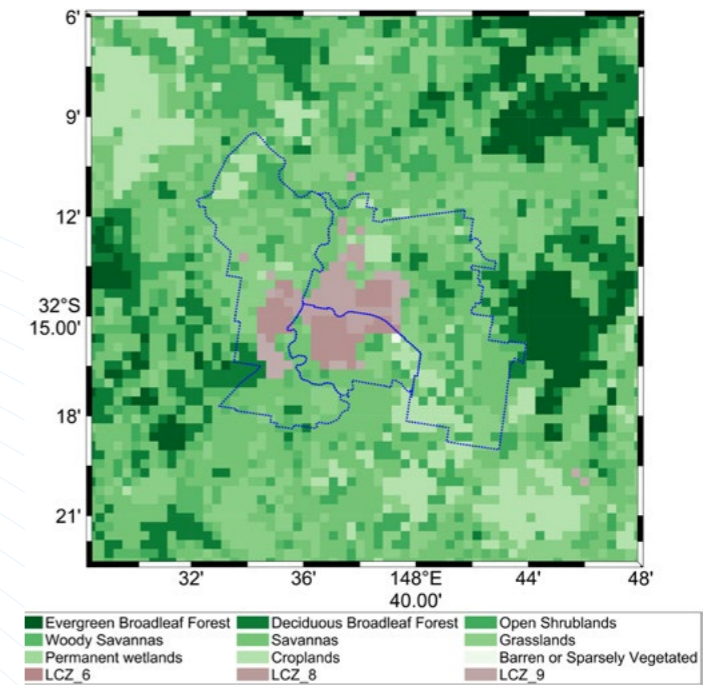 6'
9'
12'
32°S
15.00'
18'
21'
32' 36' 148°E 44' 48'
40.00'
Evergreen Broadleaf Forest Deciduous Broadleaf Forest Open Shrublands
Woody Savannas Savannas Grasslands
Permanent wetlands Croplands Barren or Sparsely Vegetated
LCZ_6 LCZ_8 LCZ_9